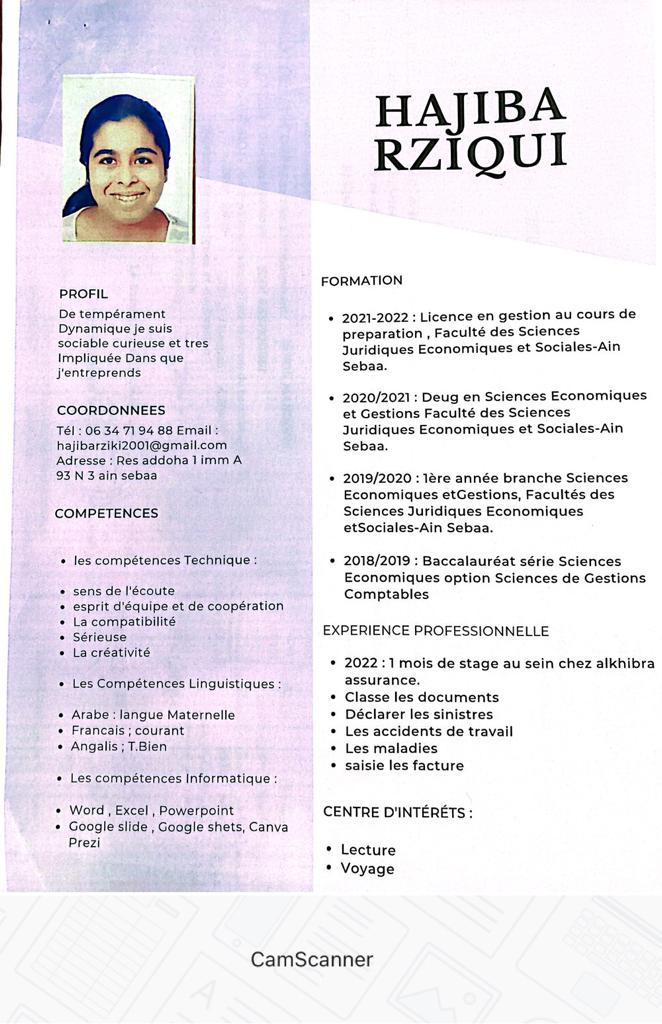 HAJIBA
RZIQUI
PROFIL
De tempérament
Dynamique je suis
sociable curieuse et tres
Impliquée Dans que
j'entreprends
COORDONNEES
Tél : 06 34 71 94 88 Email :
hajibarziki2001@gmail.com
Adresse : Res addoha 1 imm A
93 N 3 ain sebaa
COMPETENCES
• les compétences Technique :
• sens de l'écoute
• esprit d'équipe et de coopération
• La compatibilité
• Sérieuse
• La créativité
• Les Compétences Linguistiques :
• Arabe : langue Maternelle
• Francais ; courant
• Angalis ; T.Bien
• Les compétences Informatique :
• Word , Excel , Powerpoint
• Google slide , Google shets, Canva
Prezi
FORMATION
• 2021-2022 : Licence en gestion au cours de
preparation , Faculté des Sciences
Juridiques Economiques et Sociales-Ain
Sebaa.
• 2020/2021 : Deug en Sciences Economiques
et Gestions Faculté des Sciences
Juridiques Economiques et Sociales-Ain
Sebaa.
• 2019/2020 : 1ère année branche Sciences
Economiques etGestions, Facultés des
Sciences Juridiques Economiques
etSociales-Ain Sebaa.
• 2018/2019 : Baccalauréat série Sciences
Economiques option Sciences de Gestions
Comptables
EXPERIENCE PROFESSIONNELLE
• 2022 : 1 mois de stage au sein chez alkhibra
assurance.
• Classe les documents
• Déclarer les sinistres
• Les accidents de travail
• Les maladies
• saisie les facture
CENTRE D'INTÉRÉTS :
• Lecture
• Voyage
CamScanner